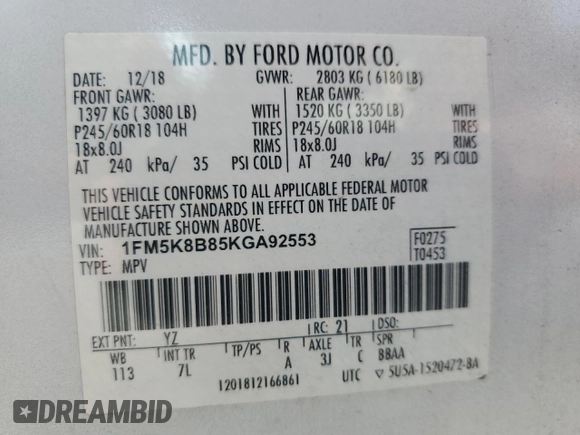 MFD. BY FORD MOTOR CO.
DATE: 12/18 GVWR: 2803 KG ( 6180 LB)
FRONT GAWR: REAR GAWR:
1397 KG ( 3080 LB) WITH 1520 KG ( 3350 LB) WITH
P245/60R18 104H TIRES P245/60R18 104H TIRES
18x8.0J RIMS 18x8.0J RIMS
AT 240 kPa/ 35 PSI COLD AT 240 kPa/ 35 PSI COLD
THIS VEHICLE CONFORMS TO ALL APPLICABLE FEDERAL MOTOR
VEHICLE SAFETY STANDARDS IN EFFECT ON THE DATE OF
MANUFACTURE SHOWN ABOVE.
VIN: 1FM5K8B85KGA92553 F0275
TYPE: MPV T0453
EXT PNT: YZ RC: 21 DSO:
WB INT TR TP/PS R AXLE TR SPR
113 7L A 3J C BBAA
1201812166861 UTC ▽ 5U5A-1520472-BA
DREAMBID